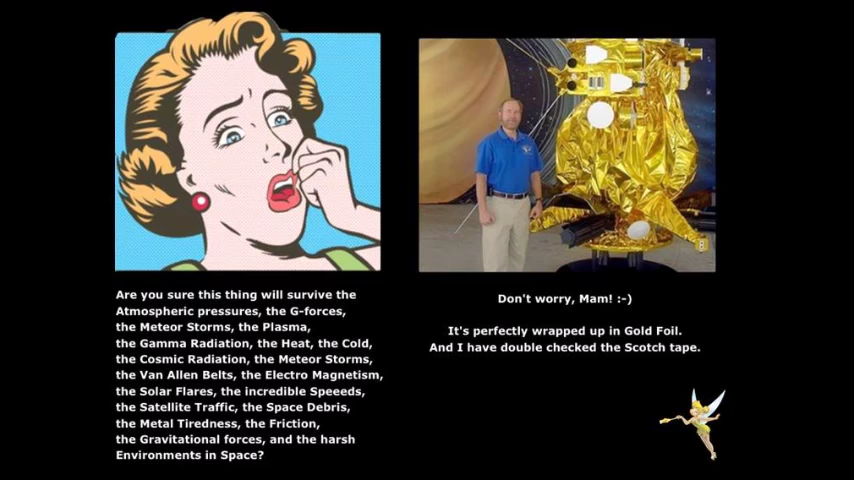 Are you sure this thing will survive the
Atmospheric pressures, the G-forces,
the Meteor Storms, the Plasma,
the Gamma Radiation, the Heat, the Cold,
the Cosmic Radiation, the Meteor Storms,
the Van Allen Belts, the Electro Magnetism,
the Solar Flares, the incredible Speeeds,
the Satellite Traffic, the Space Debris,
the Metal Tiredness, the Friction,
the Gravitational forces, and the harsh
Environments in Space?
Don't worry, Mam! :-)
It's perfectly wrapped up in Gold Foil.
And I have double checked the Scotch tape.